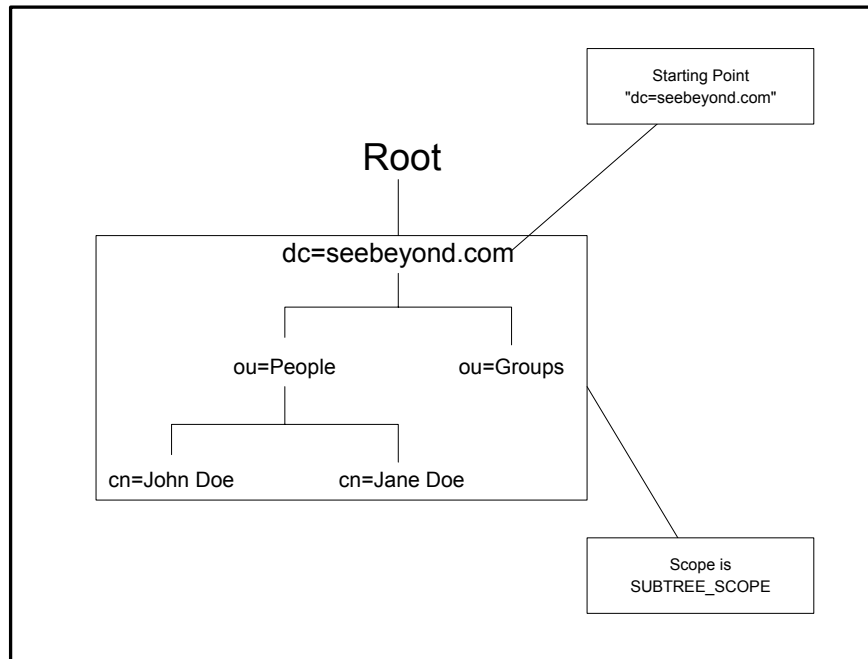 Starting Point
"dc=seebeyond.com"
Root
dc=seebeyond.com
ou=People
ou=Groups
cn=John Doe
cn=Jane Doe
Scope is
SUBTREE_SCOPE